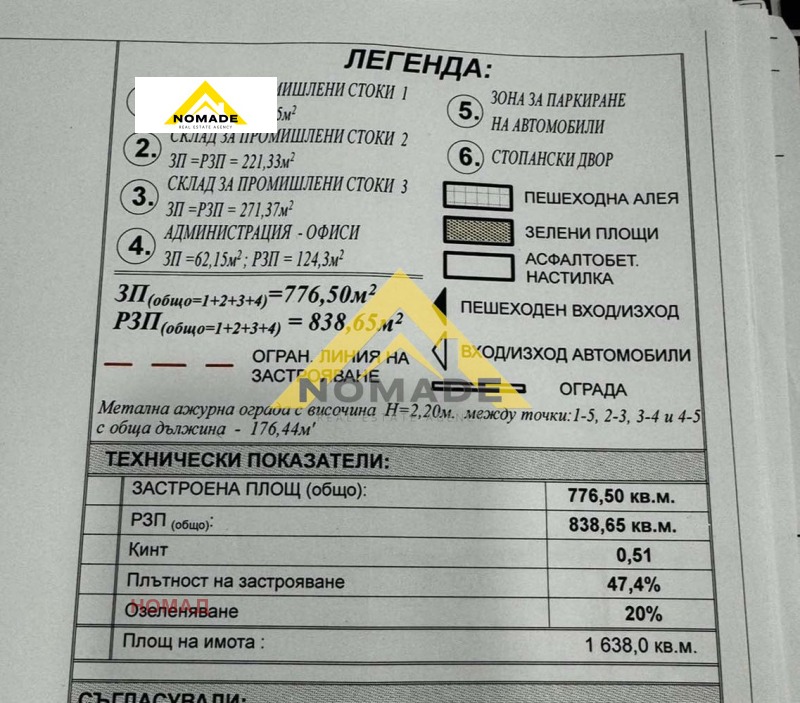 ЛЕГЕНДА:
NOMADE
REAL ESTATE AGENCY
СТОКИ 1
5м²
2. СКЛАД ЗА ПРОМИШЛЕНИ СТОКИ 2
ЗП =РЗП = 221,33м²
3. СКЛАД ЗА ПРОМИШЛЕНИ СТОКИ 3
ЗП =РЗП = 271,37м²
4. АДМИНИСТРАЦИЯ - ОФИСИ
ЗП =62,15м² ; РЗП = 124,3м²
ЗП(общо=1+2+3+4)=776,50м²
РЗП(общо=1+2+3+4) = 838,65м²
ОГРАН. ЛИНИЯ НА
ЗАСТРОЯВАНЕ
5. ЗОНА ЗА ПАРКИРАНЕ
НА АВТОМОБИЛИ
6. СТОПАНСКИ ДВОР
ПЕШЕХОДНА АЛЕЯ
ЗЕЛЕНИ ПЛОЩИ
АСФАЛТОБЕТ.
НАСТИЛКА
ПЕШЕХОДЕН ВХОД/ИЗХОД
ВХОД/ИЗХОД АВТОМОБИЛИ
ОГРАДА
NOMADE
REAL ESTATE AGENCY
Метална ажурна ограда с височина Н=2,20м. между точки:1-5, 2-3, 3-4 и 4-5
с обща дължина - 176,44м'
ТЕХНИЧЕСКИ ПОКАЗАТЕЛИ:
ЗАСТРОЕНА ПЛОЩ (общо): 776,50 кв.м.
РЗП (общо): 838,65 кв.м.
Кинт 0,51
Плътност на застрояване 47,4%
НОМАД
Озеленяване 20%
Площ на имота : 1 638,0 кв.м.
СЪГЛАСУВАЛИ: